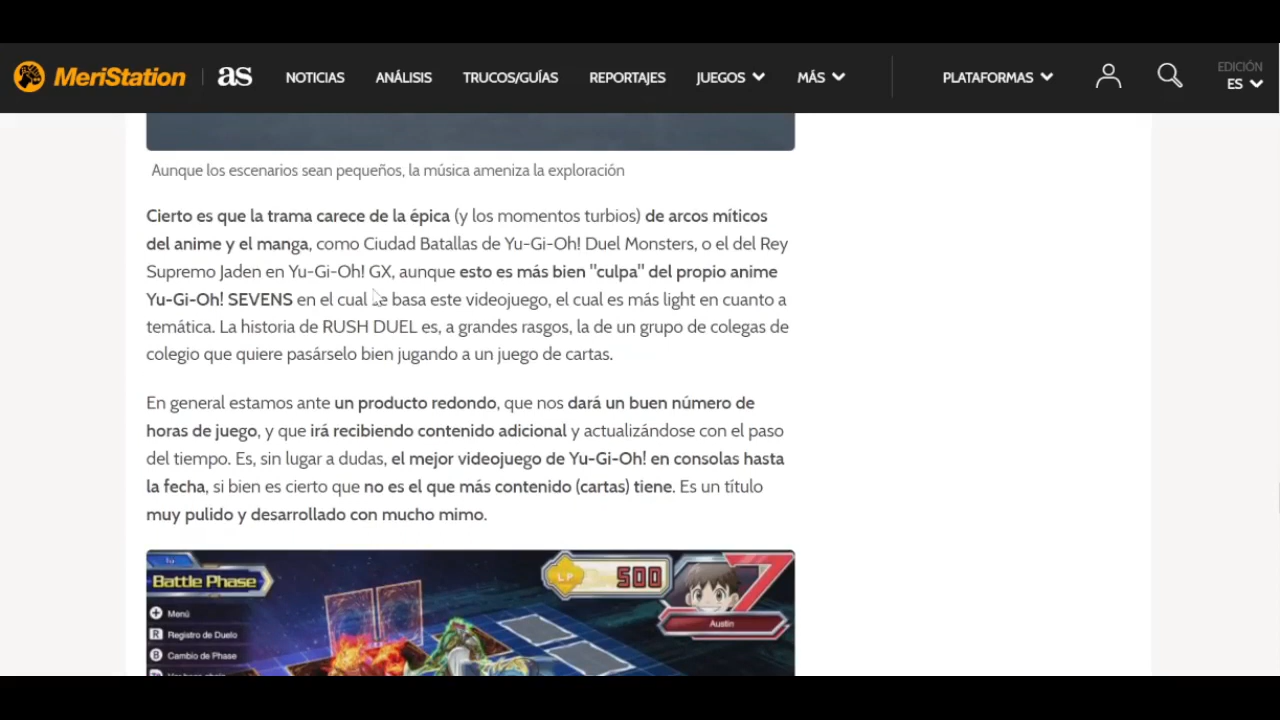 MeriStation as NOTICIAS ANÁLISIS TRUCOS/GUÍAS REPORTAJES JUEGOS MÁS PLATAFORMAS EDICIÓN
ES
Aunque los escenarios sean pequeños, la música ameniza la exploración
Cierto es que la trama carece de la épica (y los momentos turbios) de arcos míticos
del anime y el manga, como Ciudad Batallas de Yu-Gi-Oh! Duel Monsters, o el del Rey
Supremo Jaden en Yu-Gi-Oh! GX, aunque esto es más bien "culpa" del propio anime
Yu-Gi-Oh! SEVENS en el cual se basa este videojuego, el cual es más light en cuanto a
temática. La historia de RUSH DUEL es, a grandes rasgos, la de un grupo de colegas de
colegio que quiere pasárselo bien jugando a un juego de cartas.
En general estamos ante un producto redondo, que nos dará un buen número de
horas de juego, y que irá recibiendo contenido adicional y actualizándose con el paso
del tiempo. Es, sin lugar a dudas, el mejor videojuego de Yu-Gi-Oh! en consolas hasta
la fecha, si bien es cierto que no es el que más contenido (cartas) tiene. Es un título
muy pulido y desarrollado con mucho mimo.
Tu
Battle Phase
LP 500
Menú
R Registro de Duelo
Austin
B Cambio de Phase